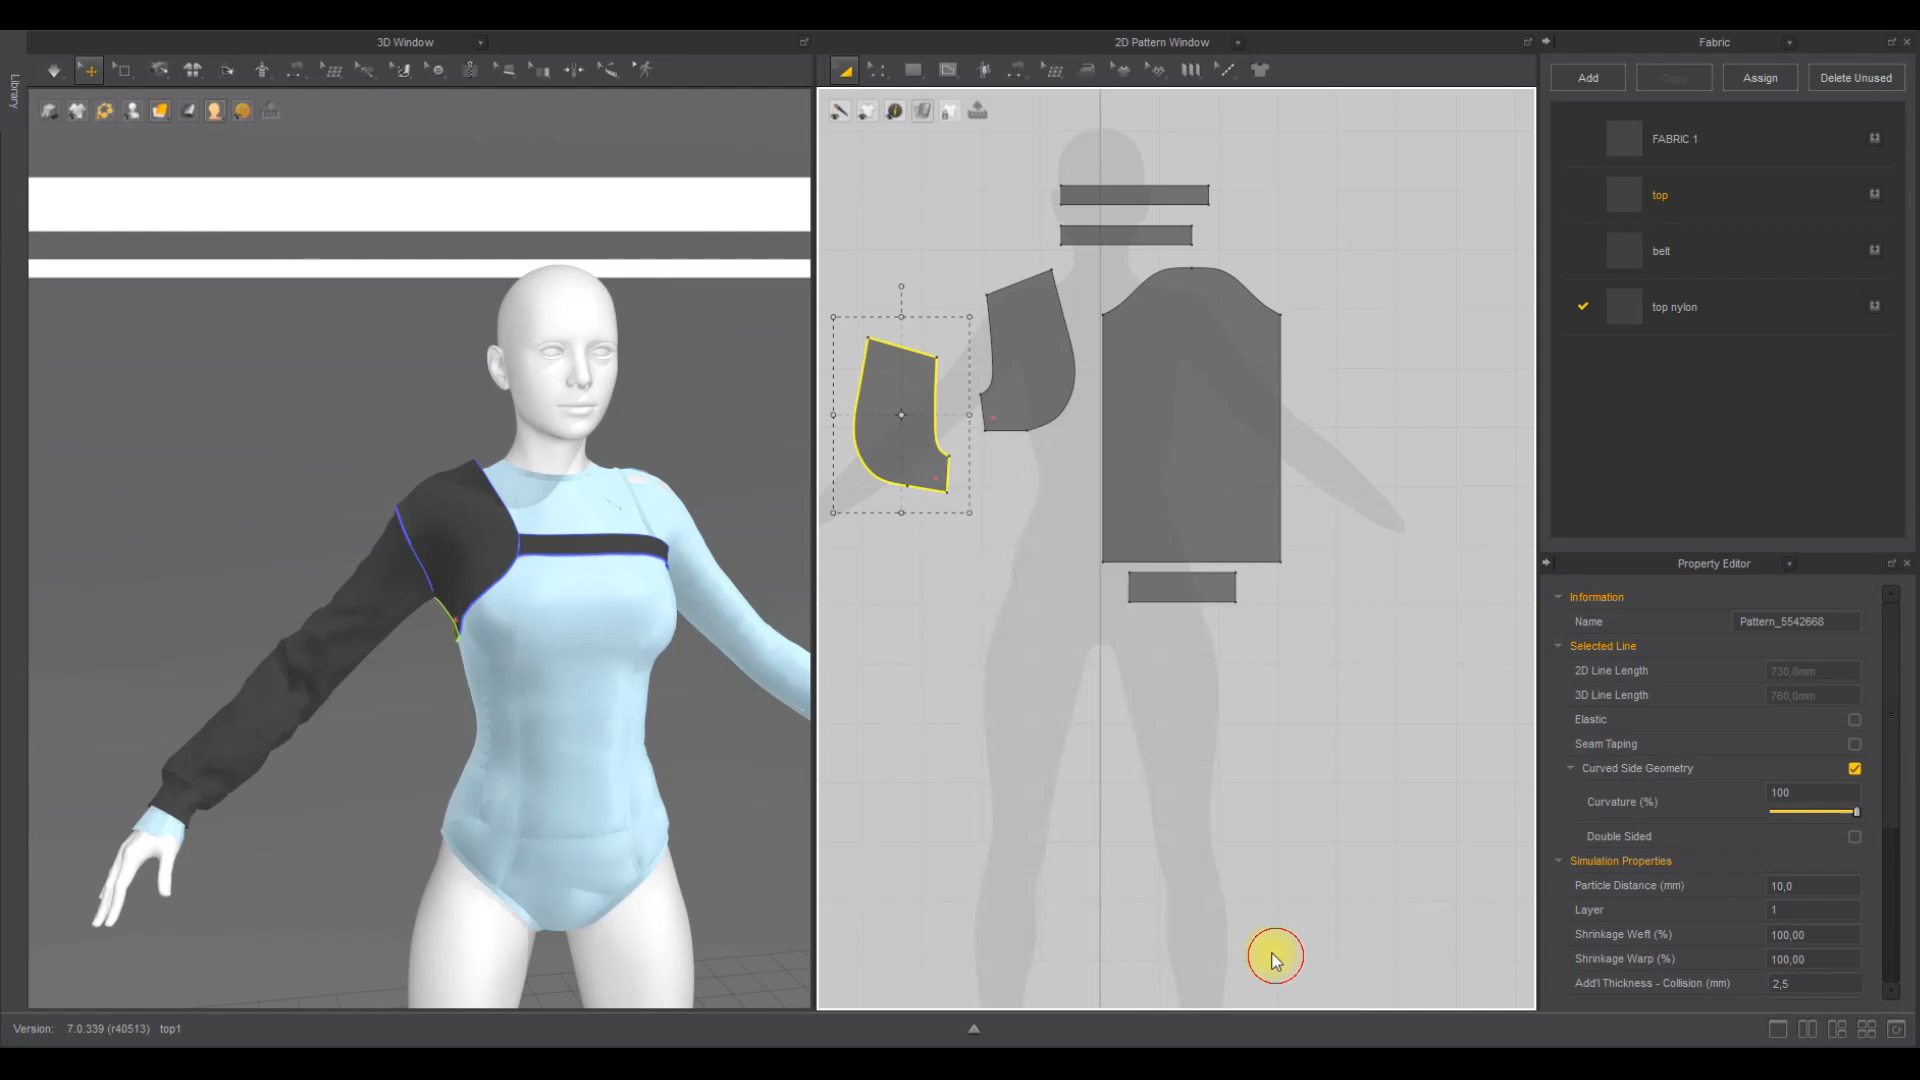 3D Window
2D Pattern Window
Fabric
Library
Add
Copy
Assign
Delete Unused
FABRIC 1
top
belt
top nylon
Property Editor
Information
Name
Pattern_5542668
Selected Line
2D Line Length
730,8mm
3D Line Length
760,0mm
Elastic
Seam Taping
Curved Side Geometry
Curvature (%)
100
Double Sided
Simulation Properties
Particle Distance (mm)
10,0
Layer
1
Shrinkage Weft (%)
100,00
Shrinkage Warp (%)
100,00
Add'l Thickness - Collision (mm)
2,5
Version: 7.0.339 (r40513) top1